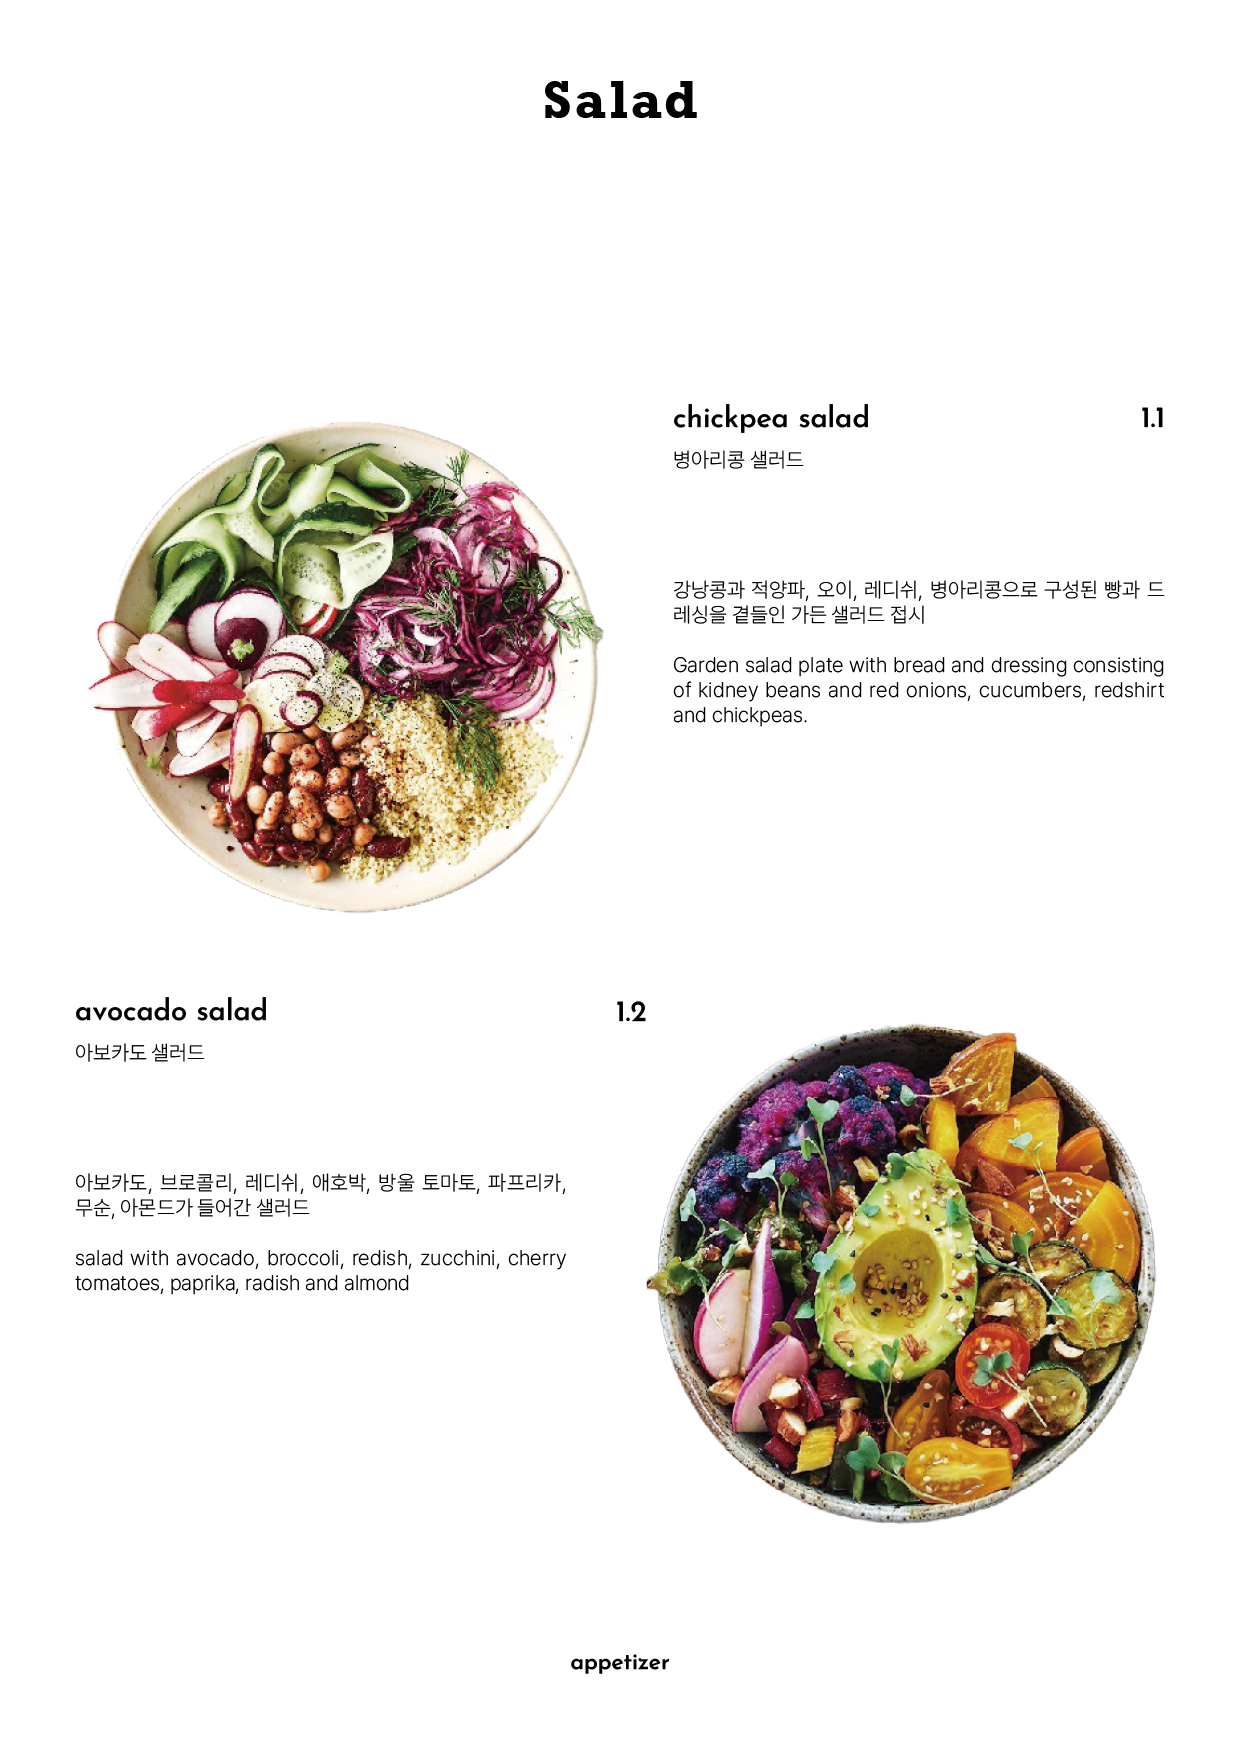 Salad
chickpea salad 1.1
병아리콩 샐러드
강낭콩과 적양파, 오이, 레디쉬, 병아리콩으로 구성된 빵과 드
레싱을 곁들인 가든 샐러드 접시
Garden salad plate with bread and dressing consisting
of kidney beans and red onions, cucumbers, redshirt
and chickpeas.
avocado salad 1.2
아보카도 샐러드
아보카도, 브로콜리, 레디쉬, 애호박, 방울 토마토, 파프리카,
무순, 아몬드가 들어간 샐러드
salad with avocado, broccoli, redish, zucchini, cherry
tomatoes, paprika, radish and almond
appetizer